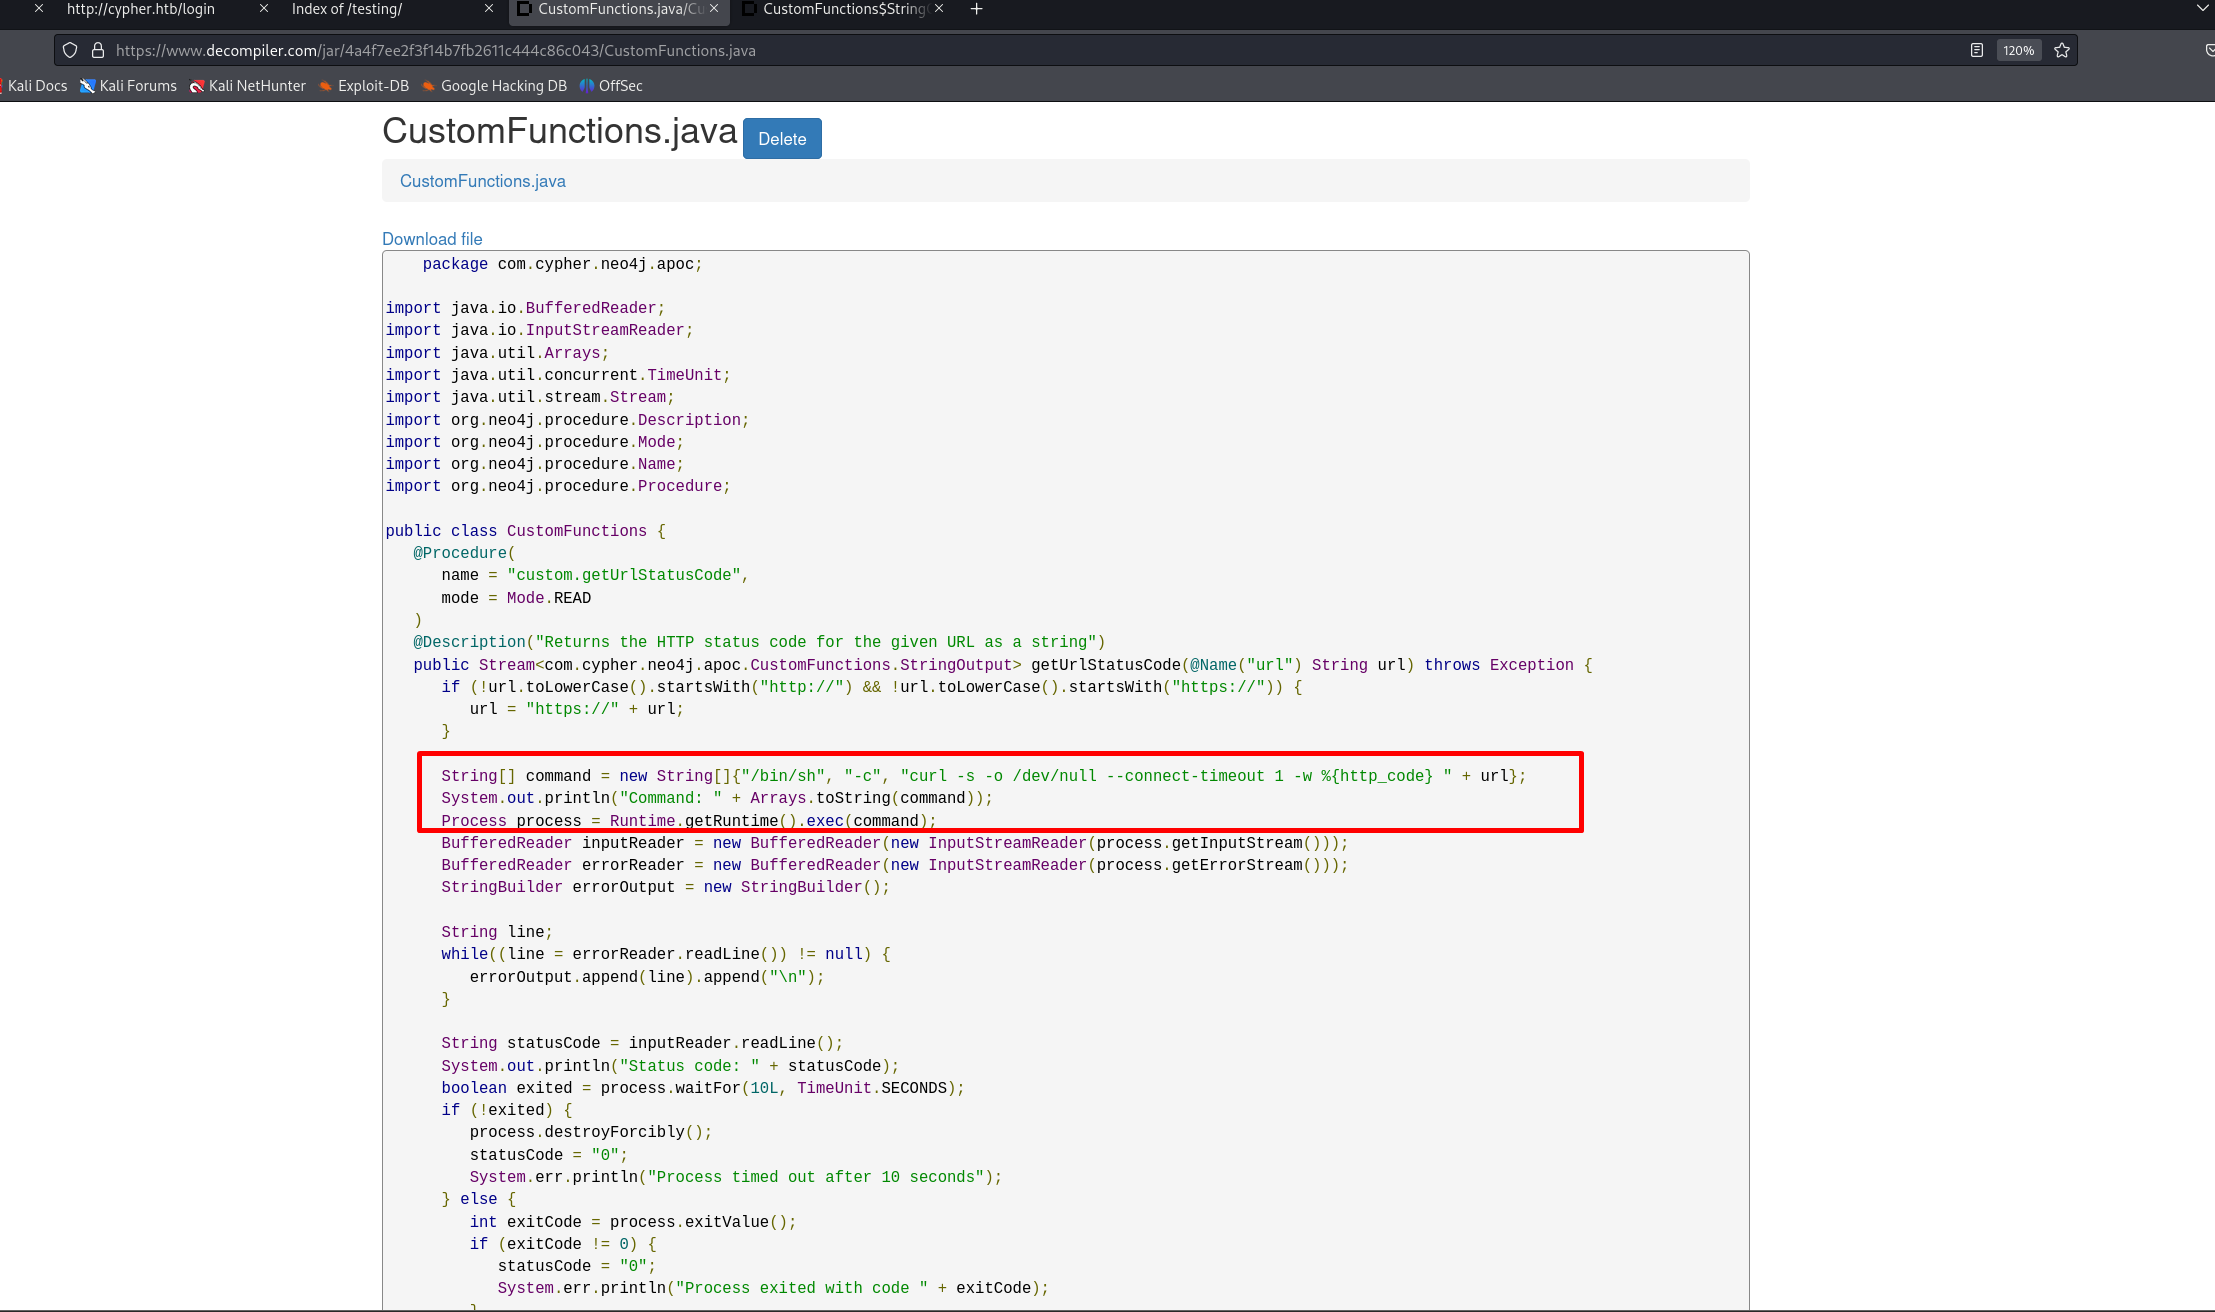 http://cypher.htb/login
Index of /testing/
CustomFunctions.java/Cu
CustomFunctions$String
https://www.decompiler.com/jar/4a4f7ee2f3f14b7fb2611c444c86c043/CustomFunctions.java
120%
Kali Docs
Kali Forums
Kali NetHunter
Exploit-DB
Google Hacking DB
OffSec
CustomFunctions.java
Delete
CustomFunctions.java
Download file
package com.cypher.neo4j.apoc;
import java.io.BufferedReader;
import java.io.InputStreamReader;
import java.util.Arrays;
import java.util.concurrent.TimeUnit;
import java.util.stream.Stream;
import org.neo4j.procedure.Description;
import org.neo4j.procedure.Mode;
import org.neo4j.procedure.Name;
import org.neo4j.procedure.Procedure;
public class CustomFunctions {
@Procedure(
name = "custom.getUrlStatusCode",
mode = Mode.READ
)
@Description("Returns the HTTP status code for the given URL as a string")
public Stream<com.cypher.neo4j.apoc.CustomFunctions.StringOutput> getUrlStatusCode(@Name("url") String url) throws Exception {
if (!url.toLowerCase().startsWith("http://") && !url.toLowerCase().startsWith("https://")) {
url = "https://" + url;
}
String[] command = new String[]{"/bin/sh", "-c", "curl -s -o /dev/null --connect-timeout 1 -w %{http_code} " + url};
System.out.println("Command: " + Arrays.toString(command));
Process process = Runtime.getRuntime().exec(command);
BufferedReader inputReader = new BufferedReader(new InputStreamReader(process.getInputStream()));
BufferedReader errorReader = new BufferedReader(new InputStreamReader(process.getErrorStream()));
StringBuilder errorOutput = new StringBuilder();
String line;
while((line = errorReader.readLine()) != null) {
errorOutput.append(line).append("\n");
}
String statusCode = inputReader.readLine();
System.out.println("Status code: " + statusCode);
boolean exited = process.waitFor(10L, TimeUnit.SECONDS);
if (!exited) {
process.destroyForcibly();
statusCode = "0";
System.err.println("Process timed out after 10 seconds");
} else {
int exitCode = process.exitValue();
if (exitCode != 0) {
statusCode = "0";
System.err.println("Process exited with code " + exitCode);